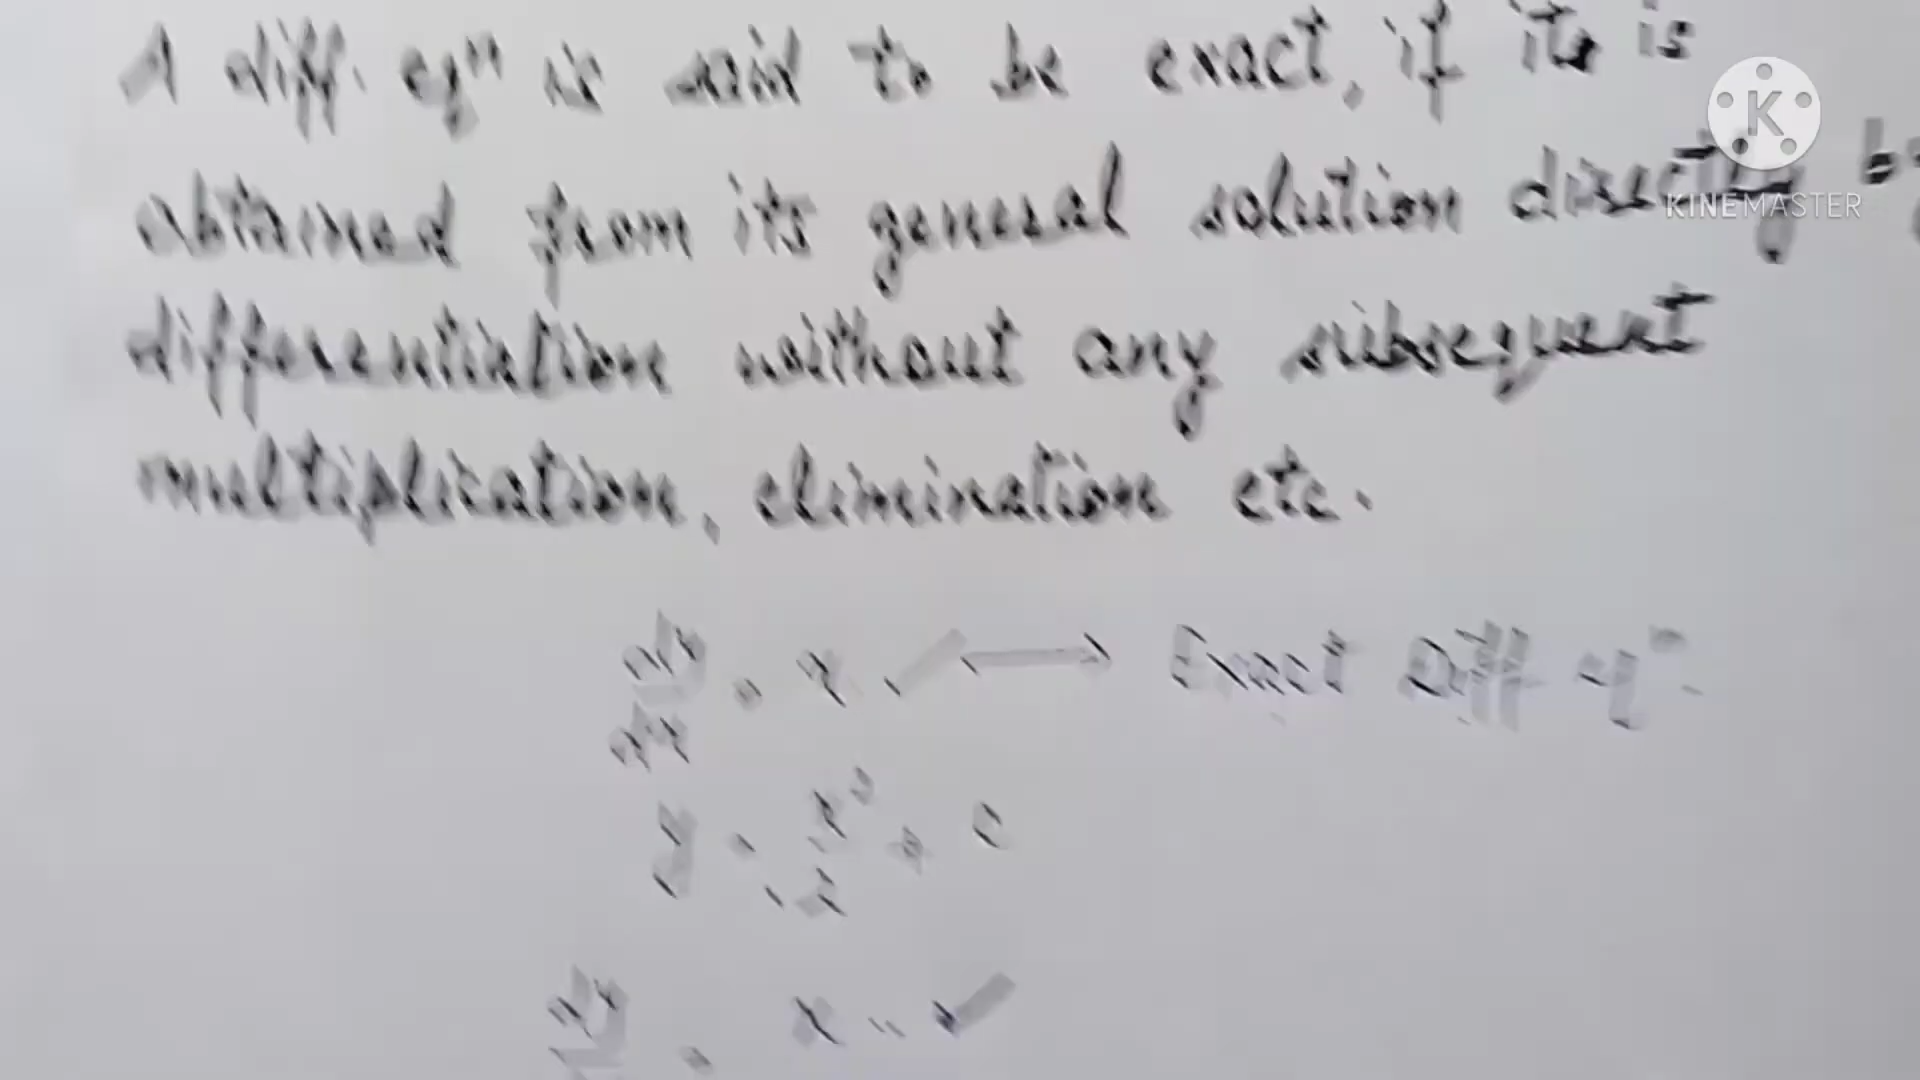 A diff. eqⁿ is said to be exact, if its is
obtained from its general solution directly by
differentiation without any subsequent
multiplication, elimination etc.
dy/dx = x ✓ ⟷ Exact Diff eqⁿ.
y = x²/2 + c
dy = x ✓
K
KINEMASTER